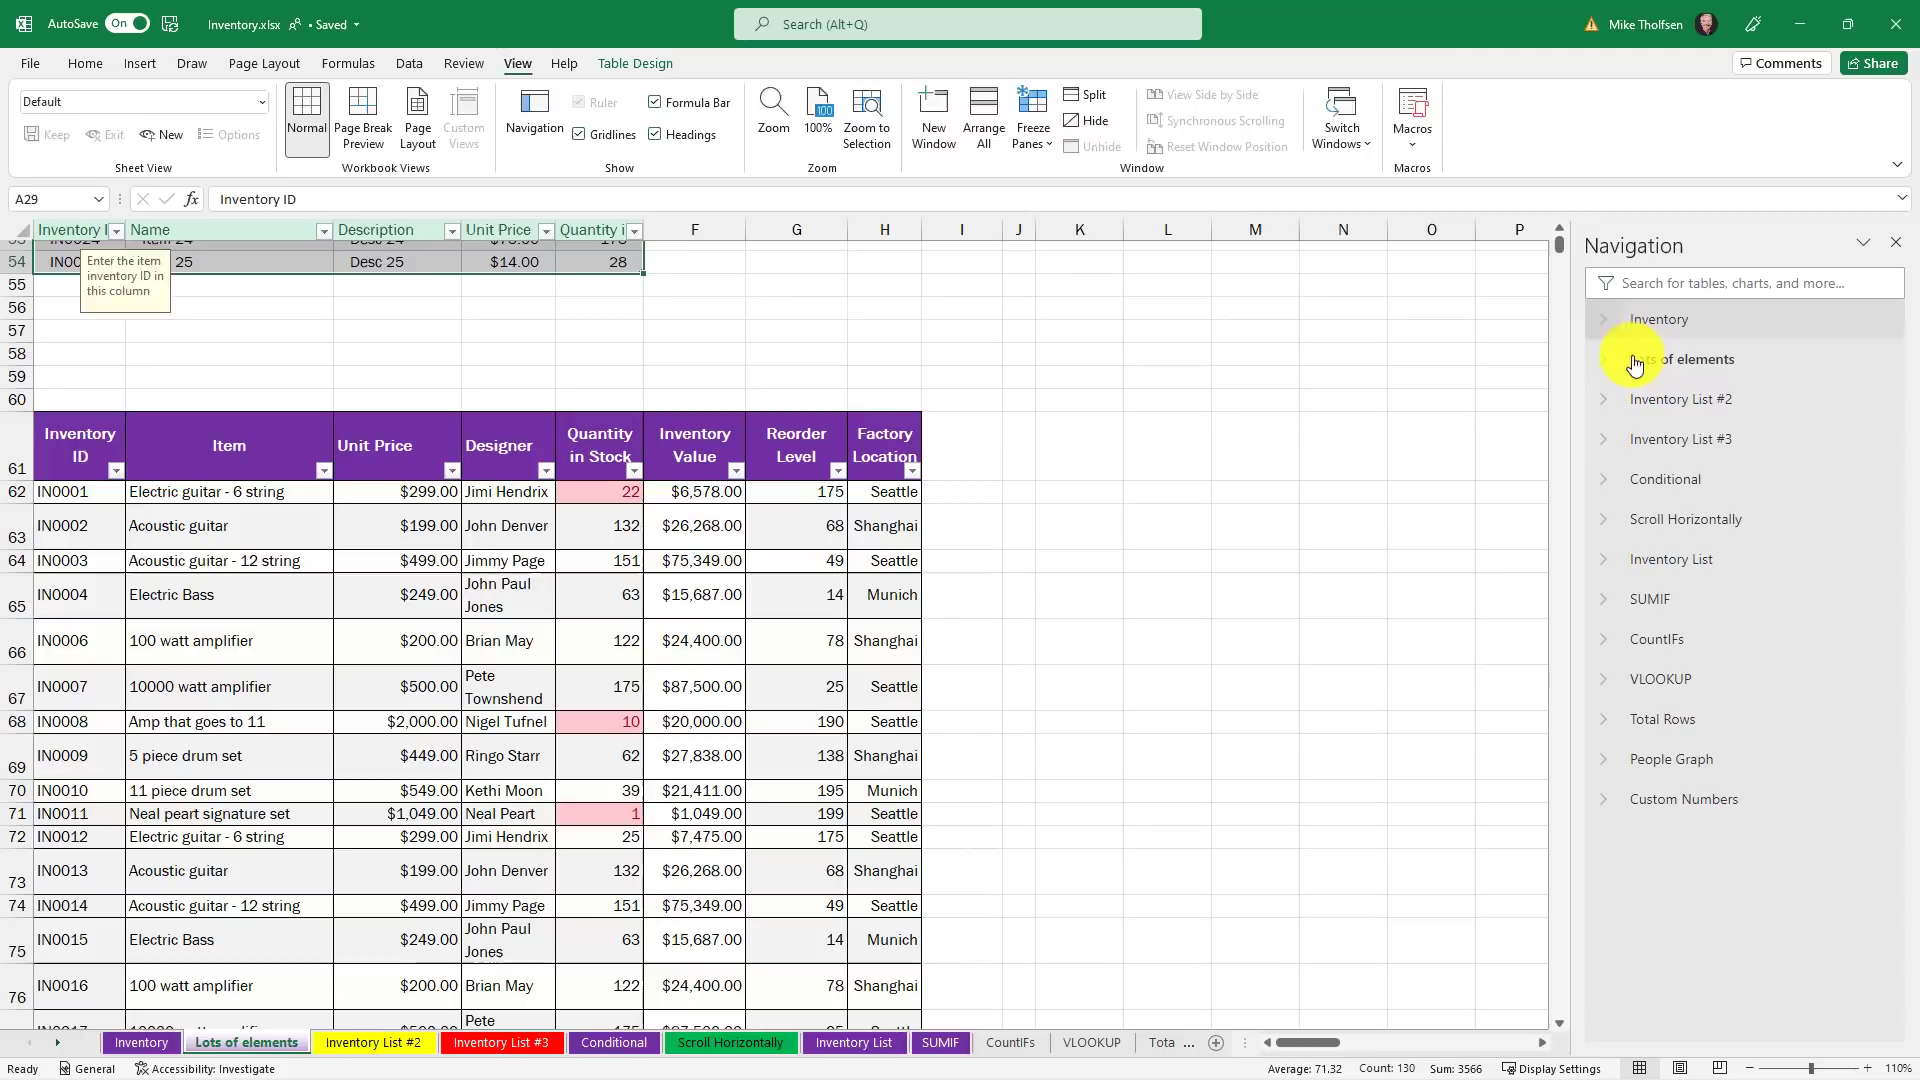 AutoSave On Inventory.xlsx • Saved Search (Alt+Q) Mike Tholfsen
File Home Insert Draw Page Layout Formulas Data Review View Help Table Design Comments Share
Default
Keep Exit New Options
Sheet View
Normal Page Break Preview Page Layout Custom Views
Workbook Views
Navigation Ruler Formula Bar
Gridlines Headings
Show
Zoom 100% Zoom to Selection
Zoom
New Window Arrange All Freeze Panes
Split
Hide
Unhide
View Side by Side
Synchronous Scrolling
Reset Window Position
Switch Windows
Window
Macros
Macros
A29 fx Inventory ID
Inventory I Name Description Unit Price Quantity i F G H I J K L M N O P
54 IN00 25 Desc 25 $14.00 28
Enter the item
inventory ID in
this column
55
56
57
58
59
60
61 Inventory ID Item Unit Price Designer Quantity in Stock Inventory Value Reorder Level Factory Location
62 IN0001 Electric guitar - 6 string $299.00 Jimi Hendrix 22 $6,578.00 175 Seattle
63 IN0002 Acoustic guitar $199.00 John Denver 132 $26,268.00 68 Shanghai
64 IN0003 Acoustic guitar - 12 string $499.00 Jimmy Page 151 $75,349.00 49 Seattle
65 IN0004 Electric Bass $249.00 John Paul Jones 63 $15,687.00 14 Munich
66 IN0006 100 watt amplifier $200.00 Brian May 122 $24,400.00 78 Shanghai
67 IN0007 10000 watt amplifier $500.00 Pete Townshend 175 $87,500.00 25 Seattle
68 IN0008 Amp that goes to 11 $2,000.00 Nigel Tufnel 10 $20,000.00 190 Seattle
69 IN0009 5 piece drum set $449.00 Ringo Starr 62 $27,838.00 138 Shanghai
70 IN0010 11 piece drum set $549.00 Kethi Moon 39 $21,411.00 195 Munich
71 IN0011 Neal peart signature set $1,049.00 Neal Peart 1 $1,049.00 199 Seattle
72 IN0012 Electric guitar - 6 string $299.00 Jimi Hendrix 25 $7,475.00 175 Seattle
73 IN0013 Acoustic guitar $199.00 John Denver 132 $26,268.00 68 Shanghai
74 IN0014 Acoustic guitar - 12 string $499.00 Jimmy Page 151 $75,349.00 49 Seattle
75 IN0015 Electric Bass $249.00 John Paul Jones 63 $15,687.00 14 Munich
76 IN0016 100 watt amplifier $200.00 Brian May 122 $24,400.00 78 Shanghai
Pete
Navigation
Search for tables, charts, and more...
Inventory
of elements
Inventory List #2
Inventory List #3
Conditional
Scroll Horizontally
Inventory List
SUMIF
CountIFs
VLOOKUP
Total Rows
People Graph
Custom Numbers
Inventory Lots of elements Inventory List #2 Inventory List #3 Conditional Scroll Horizontally Inventory List SUMIF CountIFs VLOOKUP Tota ...
Ready General Accessibility: Investigate Average: 71.32 Count: 130 Sum: 3566 Display Settings 110%